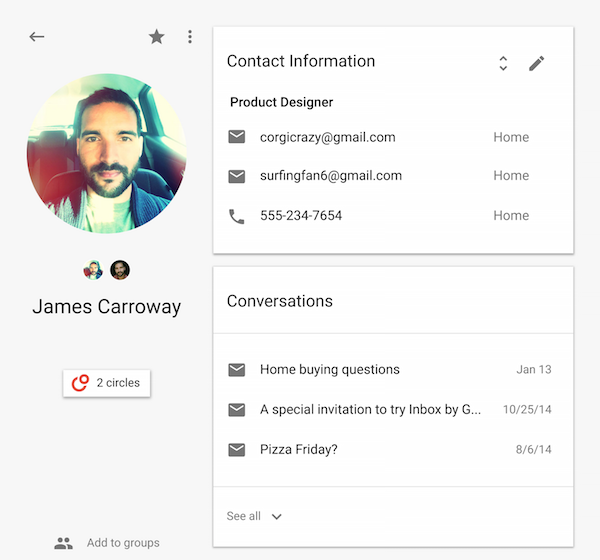 James Carroway
2 circles
Add to groups
Contact Information
Product Designer
corgicrazy@gmail.com Home
surfingfan6@gmail.com Home
555-234-7654 Home
Conversations
Home buying questions Jan 13
A special invitation to try Inbox by G... 10/25/14
Pizza Friday? 8/6/14
See all